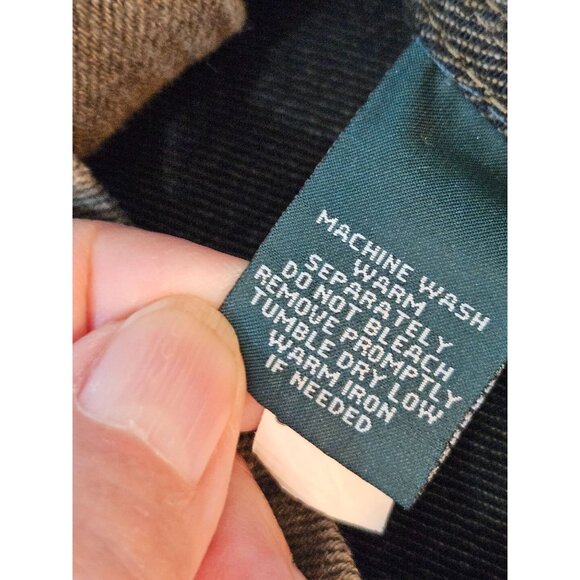 MACHINE WASH
WARM
SEPARATELY
DO NOT BLEACH
REMOVE PROMPTLY
TUMBLE DRY LOW
WARM IRON
IF NEEDED